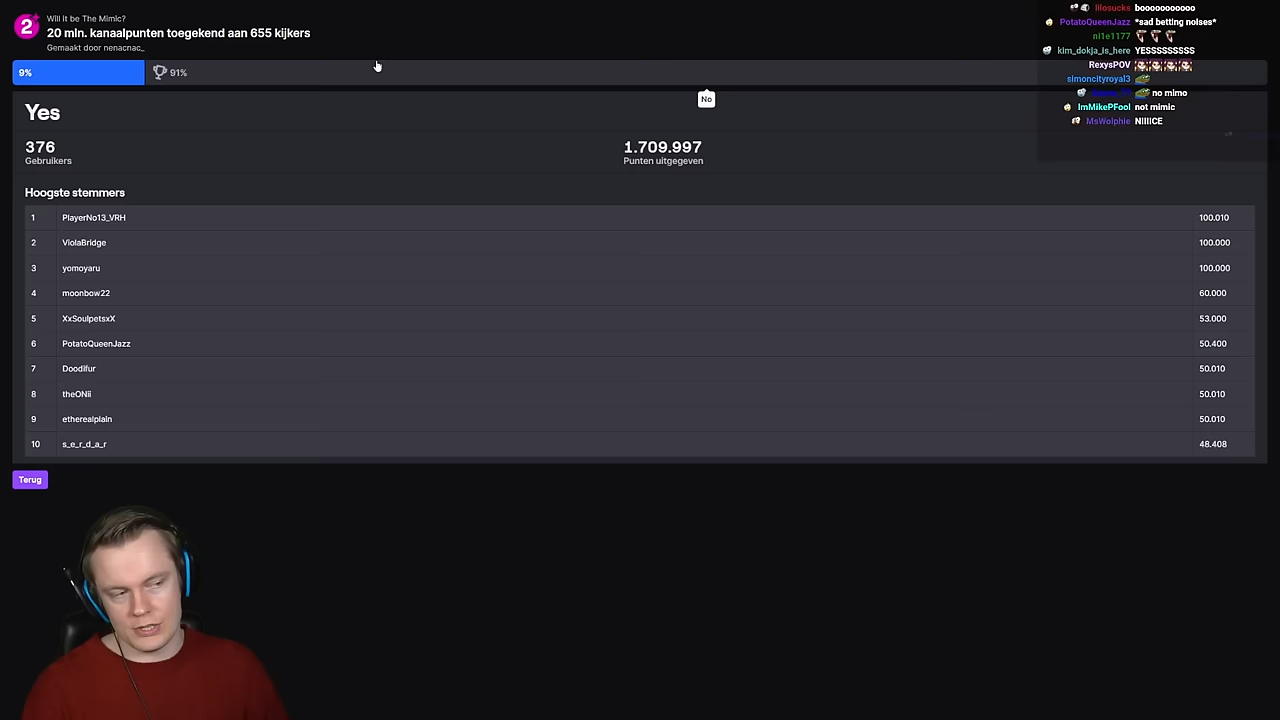 2
Will it be The Mimic?
20 mln. kanaalpunten toegekend aan 655 kijkers
Gemaakt door nenacnac_
9%
91%
No
Yes
376
Gebruikers
1.709.997
Punten uitgegeven
Hoogste stemmers
1 PlayerNo13_VRH 100.010
2 ViolaBridge 100.000
3 yomoyaru 100.000
4 moonbow22 60.000
5 XxSoulpetsxX 53.000
6 PotatoQueenJazz 50.400
7 Doodifur 50.010
8 theONii 50.010
9 etherealplain 50.010
10 s_e_r_d_a_r 48.408
Terug
lilosucks booooooooooo
PotatoQueenJazz *sad betting noises*
ni1e1177
kim_dokja_is_here YESSSSSSSSS
RexysPOV
simoncityroyal3
no mimo
ImMikePFool not mimic
MsWolphie NIIIICE